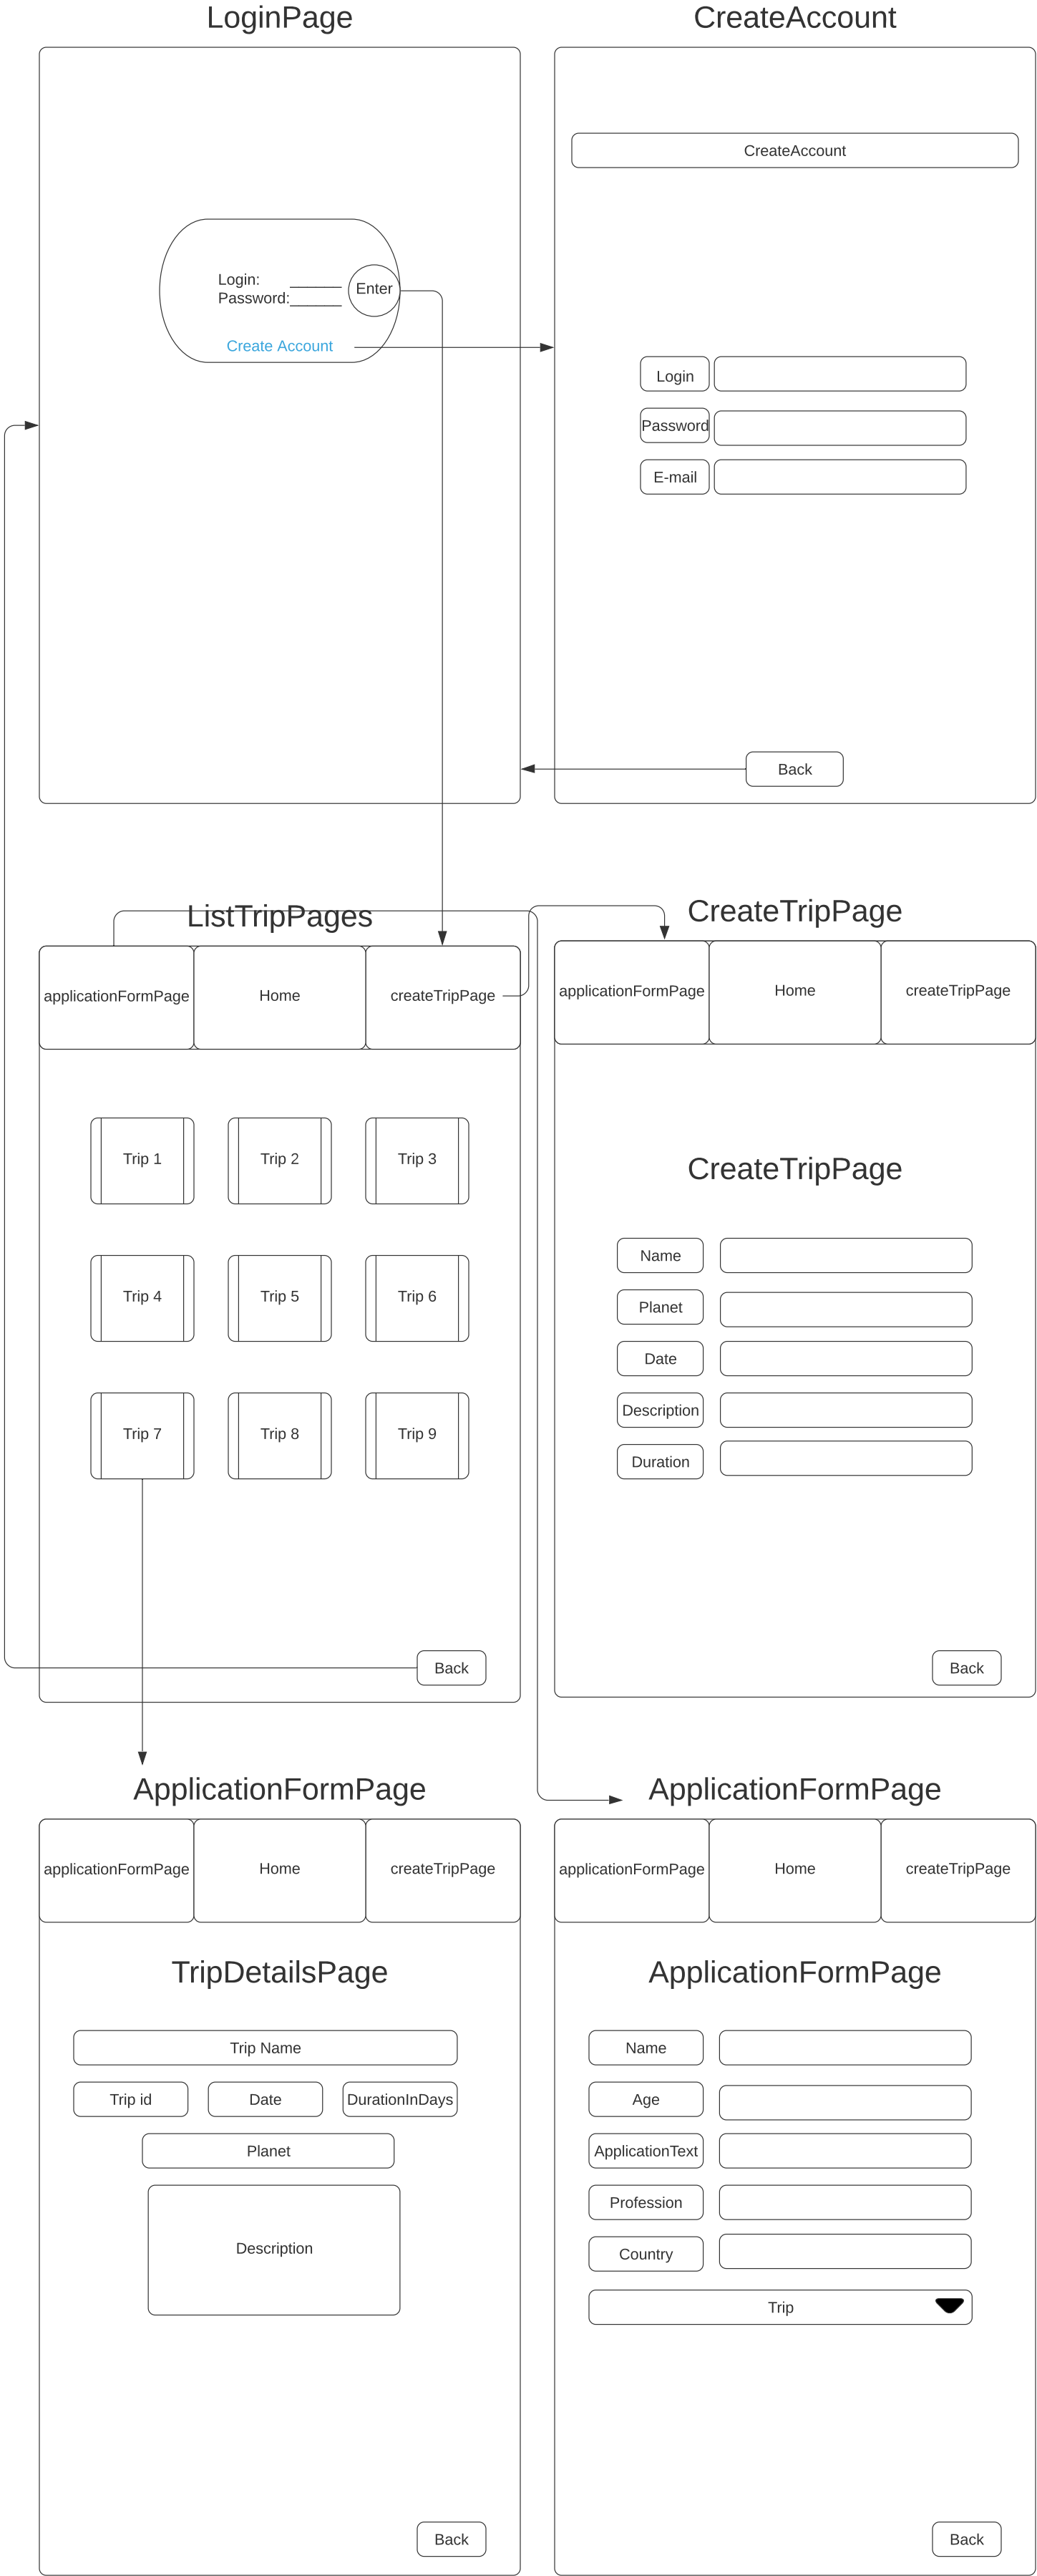 LoginPage
Login: ______
Password:______
Enter
Create Account
CreateAccount
CreateAccount
Login
Password
E-mail
Back
ListTripPages
applicationFormPage
Home
createTripPage
Trip 1
Trip 2
Trip 3
Trip 4
Trip 5
Trip 6
Trip 7
Trip 8
Trip 9
Back
CreateTripPage
applicationFormPage
Home
createTripPage
CreateTripPage
Name
Planet
Date
Description
Duration
Back
ApplicationFormPage
applicationFormPage
Home
createTripPage
TripDetailsPage
Trip Name
Trip id
Date
DurationInDays
Planet
Description
Back
ApplicationFormPage
applicationFormPage
Home
createTripPage
ApplicationFormPage
Name
Age
ApplicationText
Profession
Country
Trip
Back